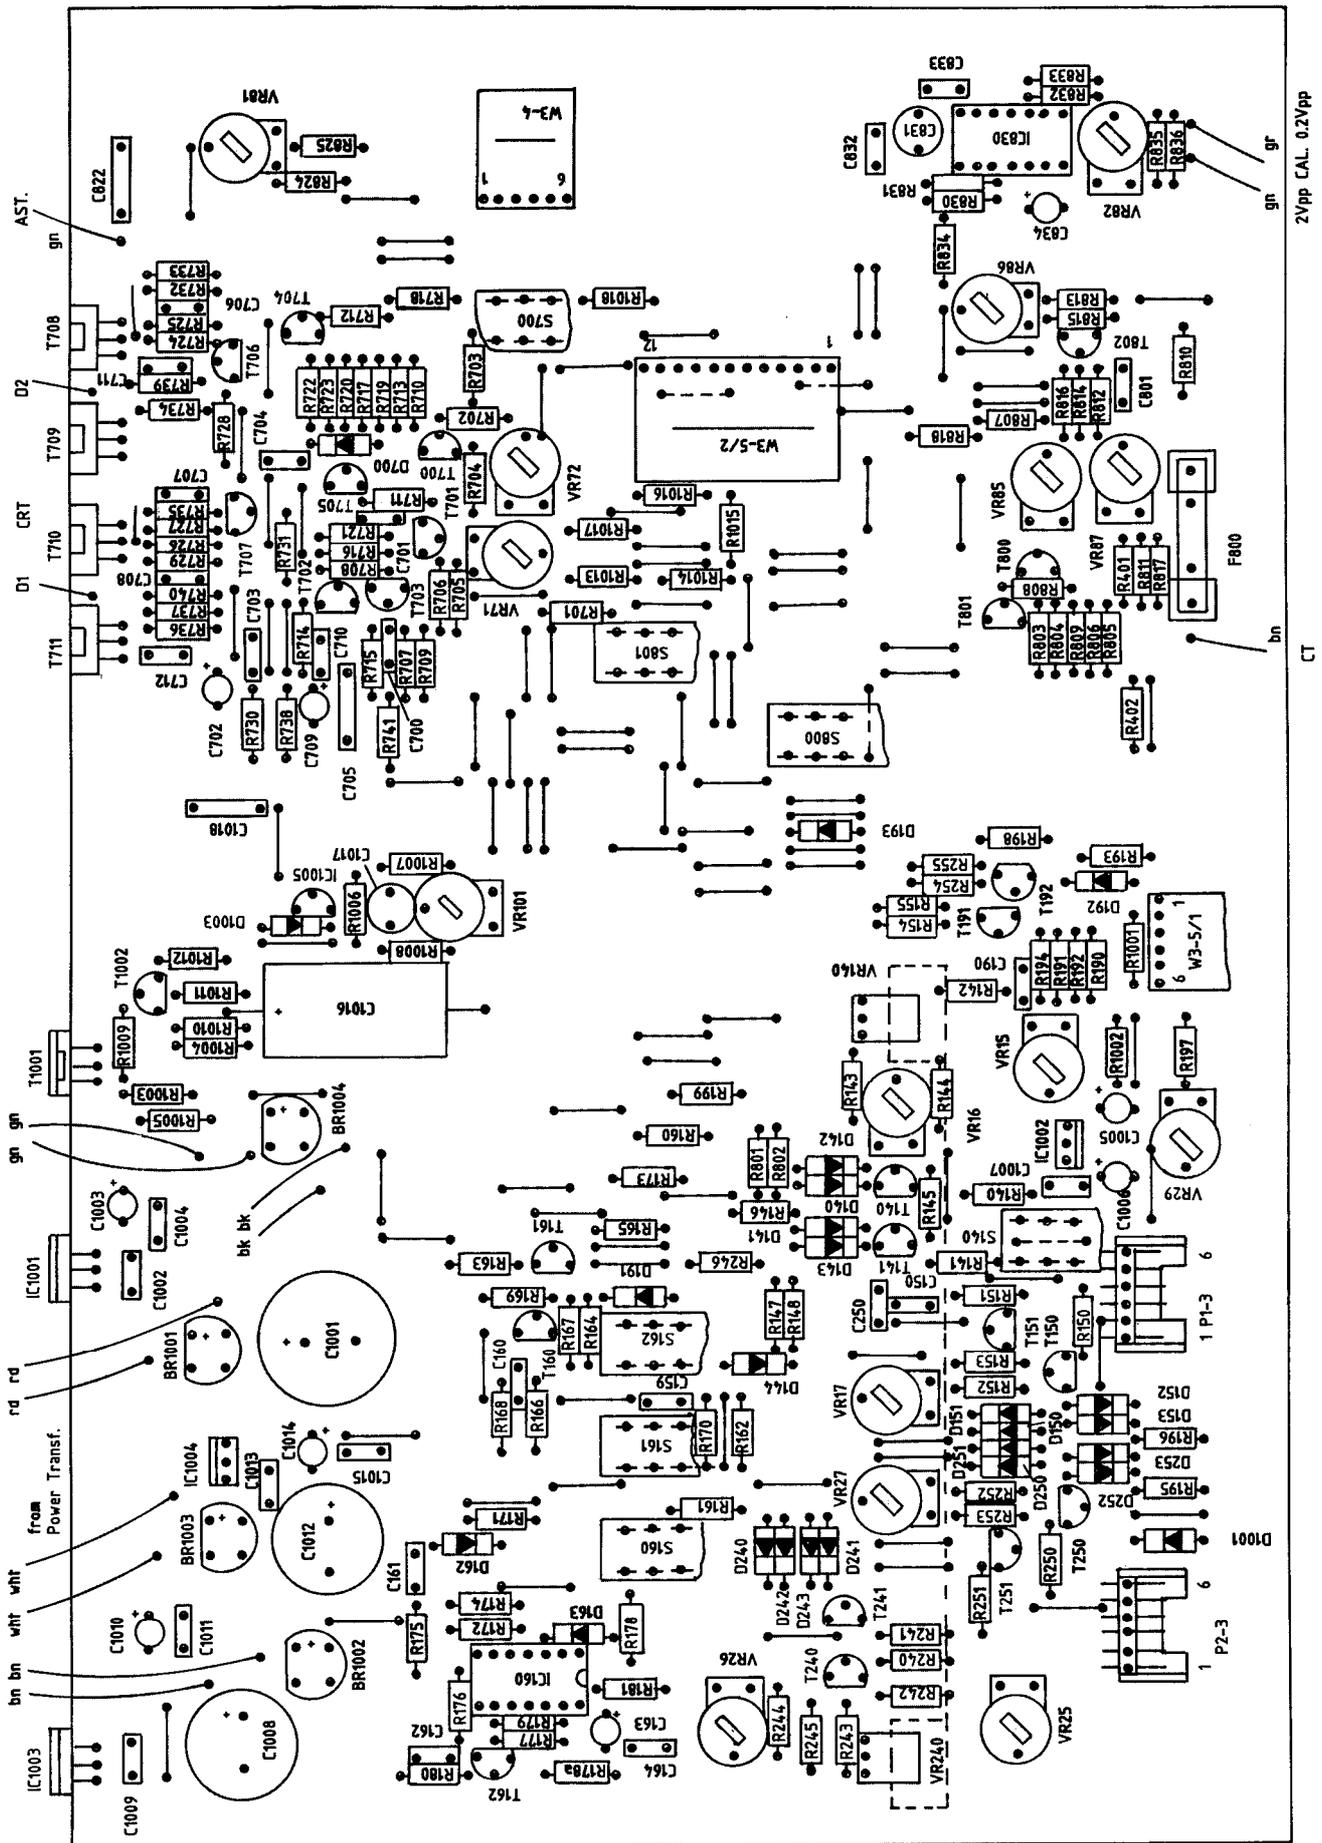 AST.
gn
T708
D2
T709
CRT
T710
D1
T711
C822
VR81
R825
R824
W3-4
1
6
C833
C831
C832
IC830
R833
R832
R831
R830
C834
VR82
R835
R836
gr
gn
2Vpp CAL. 0.2Vpp
R834
VR86
R813
R815
T802
C801
R810
R733
R732
R725
R724
C706
T704
R712
R718
S700
R1018
T706
C711
R739
R734
R728
C704
R722
R723
R720
R717
R719
R713
R710
R703
R702
D700
T700
R704
VR72
12
1
W3-5/2
R816
R814
R812
R807
R818
VR85
VR87
C707
R735
R727
R726
R729
C708
R740
R737
R736
T707
R731
T705
R711
T701
R721
R716
R708
C701
T702
T703
R706
R705
VR71
R1016
R1017
R1015
R1013
R1014
R701
S801
T800
R808
T801
R401
R811
R817
F800
bn
CT
R803
R804
R809
R806
R805
R402
C712
C702
C703
R714
C710
R730
R738
C709
C705
R715
R707
R709
R741
C700
S800
C1018
C1017
R1007
IC1005
D1003
R1006
VR101
R1008
D193
R198
R193
R255
R254
T192
D192
R155
R154
T191
T1002
R1012
R1011
R1010
R1004
R1009
C1016
VR140
C190
R142
R194
R191
R192
R190
R1001
W3-5/1
6
1
T1001
R1003
R1005
BR1004
gn gn
R199
R160
R143
R144
VR16
VR15
R1002
R197
C1005
IC1002
C1007
C1006
VR29
bk bk
C1003
C1004
IC1001
C1002
R173
R801
R802
D142
D140
T140
R145
R140
R146
D141
D143
T141
R141
S140
T161
R165
R163
D191
R246
rd rd
BR1001
C1001
R169
C160
T160
R167
R164
S162
R147
R148
C250
C150
R151
T151
T150
R150
1 P1-3 6
R168
R166
C159
D144
R153
R152
VR17
D151
D150
D152
D153
R196
from
Power Transf.
IC1004
C1013
C1014
C1015
S161
R170
R162
D251
D250
D253
D252
R195
wht wht
BR1003
C1012
R171
D162
R161
S160
VR27
R252
R253
T250
R250
T251
R251
D1001
D240
D242
D243
D241
T241
C161
R175
R174
R172
D163
R178
C1010
C1011
bn bn
BR1002
C1008
IC1003
C1009
R176
IC160
R181
C163
C164
R179
R177
C162
R180
T162
R178a
VR26
R244
R245
R243
T240
R241
R240
R242
VR240
VR25
1 P2-3 6